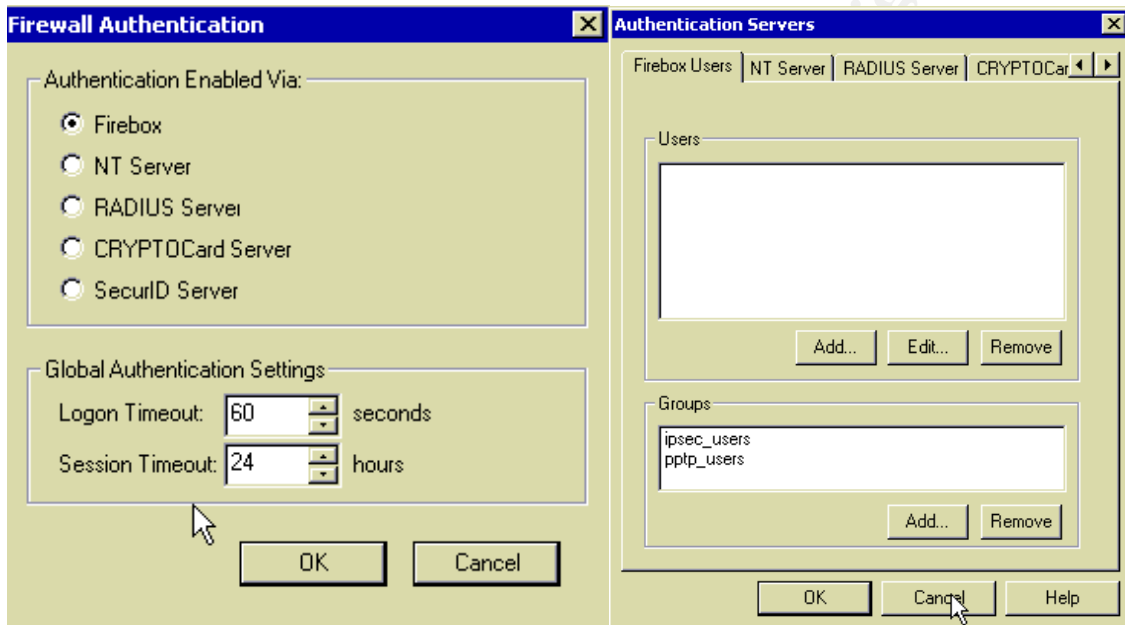 Firewall Authentication
Authentication Enabled Via:
Firebox
NT Server
RADIUS Server
CRYPTOCard Server
SecurID Server
Global Authentication Settings
Logon Timeout: 60 seconds
Session Timeout: 24 hours
OK Cancel
Authentication Servers
Firebox Users NT Server RADIUS Server CRYPTOCar
Users
Add... Edit... Remove
Groups
ipsec_users
pptp_users
Add... Remove
OK Cancel Help